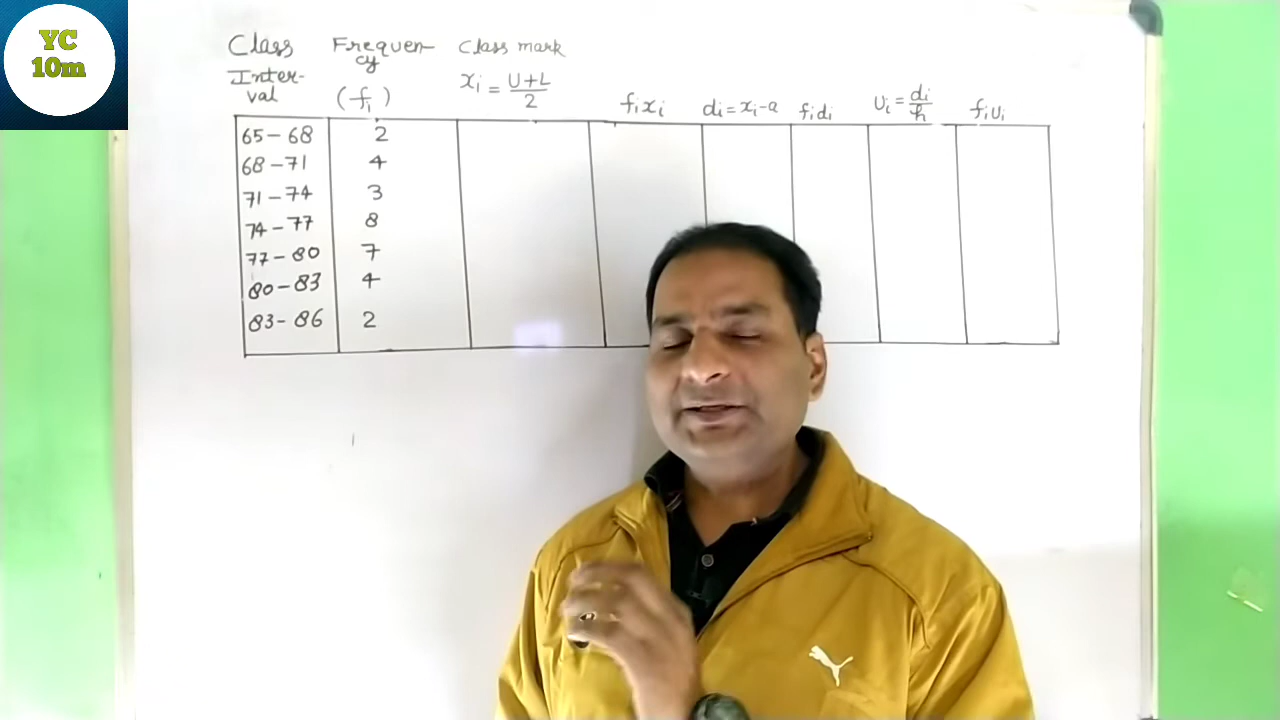 YC
10m
Class Frequen- Class mark
cy
Inter-
val (fi) xi = U+L/2 fixi di=xi-a fidi Ui=di/h fiui
65-68 2
68-71 4
71-74 3
74-77 8
77-80 7
80-83 4
83-86 2